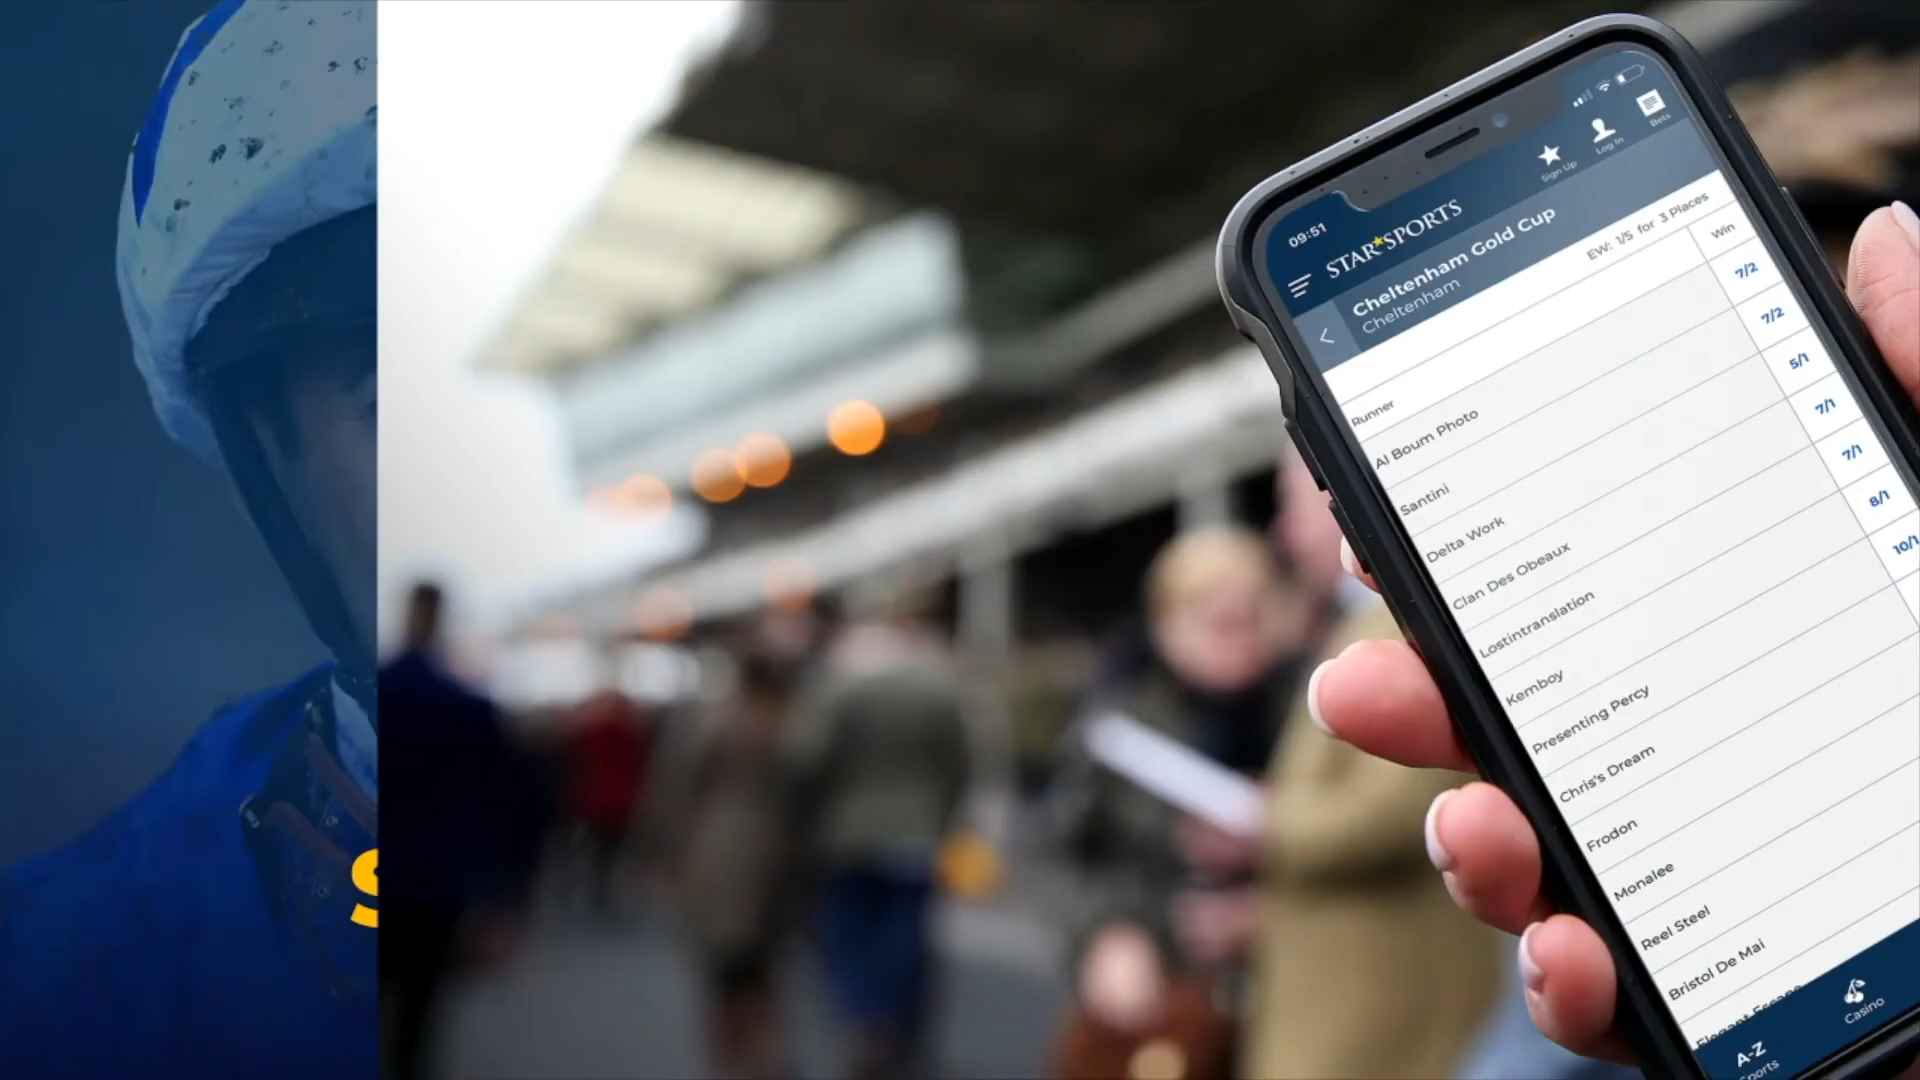 09:51
STAR SPORTS
Sign Up
Log In
Bets
Cheltenham Gold Cup
Cheltenham
EW: 1/5 for 3 Places
Runner
Win
Al Boum Photo
7/2
Santini
7/2
Delta Work
5/1
Clan Des Obeaux
7/1
Lostintranslation
7/1
Kemboy
8/1
Presenting Percy
10/1
Chris's Dream
Frodon
Monalee
Reel Steel
Bristol De Mai
Elegant Escape
A-Z
Sports
Casino
S